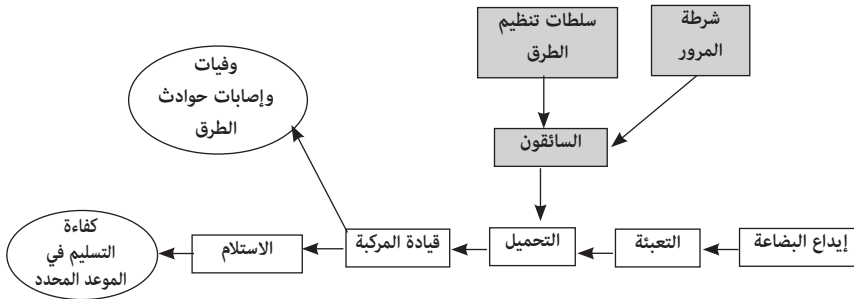 شرطة
المرور
سلطات تنظيم
الطرق
وفيات
وإصابات حوادث
الطرق
السائقون
إيداع البضاعة
التعبئة
التحميل
قيادة المركبة
الاستلام
كفاءة
التسليم في
الموعد المحدد